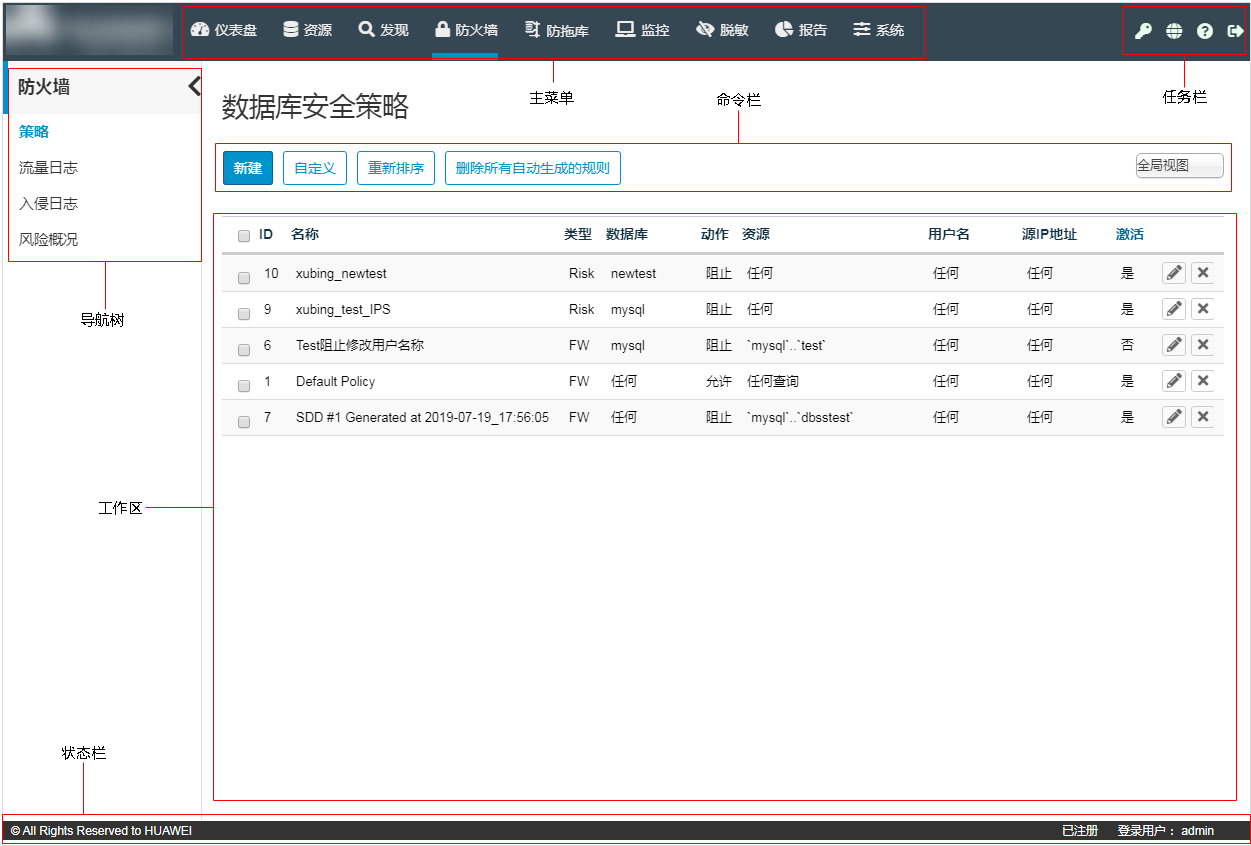 仪表盘 资源 发现 防火墙 防拖库 监控 脱敏 报告 系统
防火墙
主菜单
命令栏
任务栏
数据库安全策略
策略
流量日志
入侵日志
风险概况
新建 自定义 重新排序 删除所有自动生成的规则 全局视图
ID 名称 类型 数据库 动作 资源 用户名 源IP地址 激活
10 xubing_newtest Risk newtest 阻止 任何 任何 任何 是
9 xubing_test_IPS Risk mysql 阻止 任何 任何 任何 是
6 Test阻止修改用户名称 FW mysql 阻止 `mysql`..`test` 任何 任何 否
1 Default Policy FW 任何 允许 任何查询 任何 任何 是
7 SDD #1 Generated at 2019-07-19_17:56:05 FW 任何 阻止 `mysql`..`dbsstest` 任何 任何 是
导航树
工作区
状态栏
© All Rights Reserved to HUAWEI 已注册 登录用户： admin